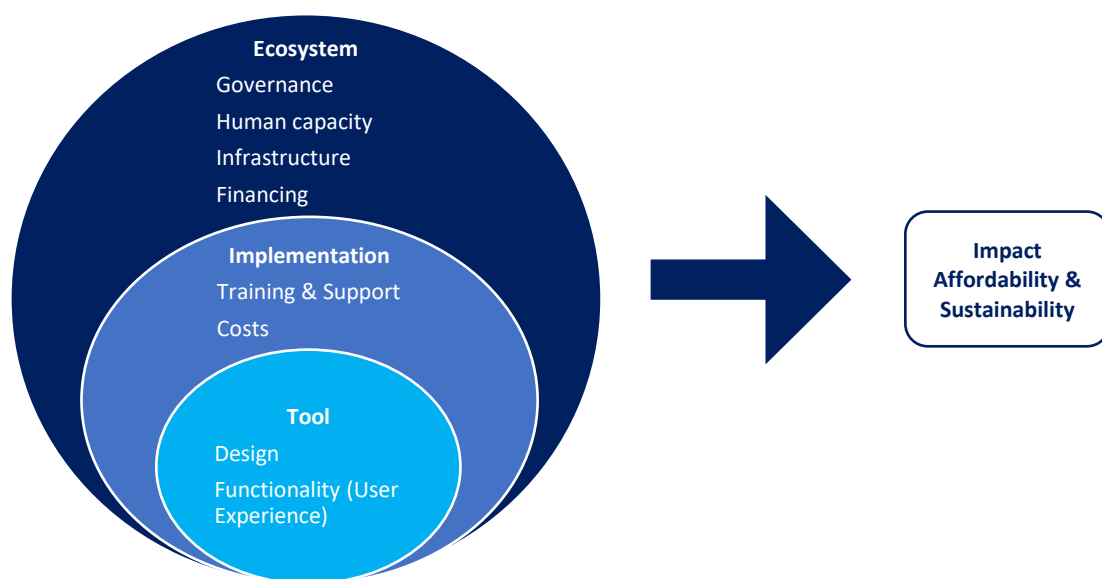 Ecosystem
Governance
Human capacity
Infrastructure
Financing
Implementation
Training & Support
Costs
Tool
Design
Functionality (User
Experience)
Impact
Affordability &
Sustainability